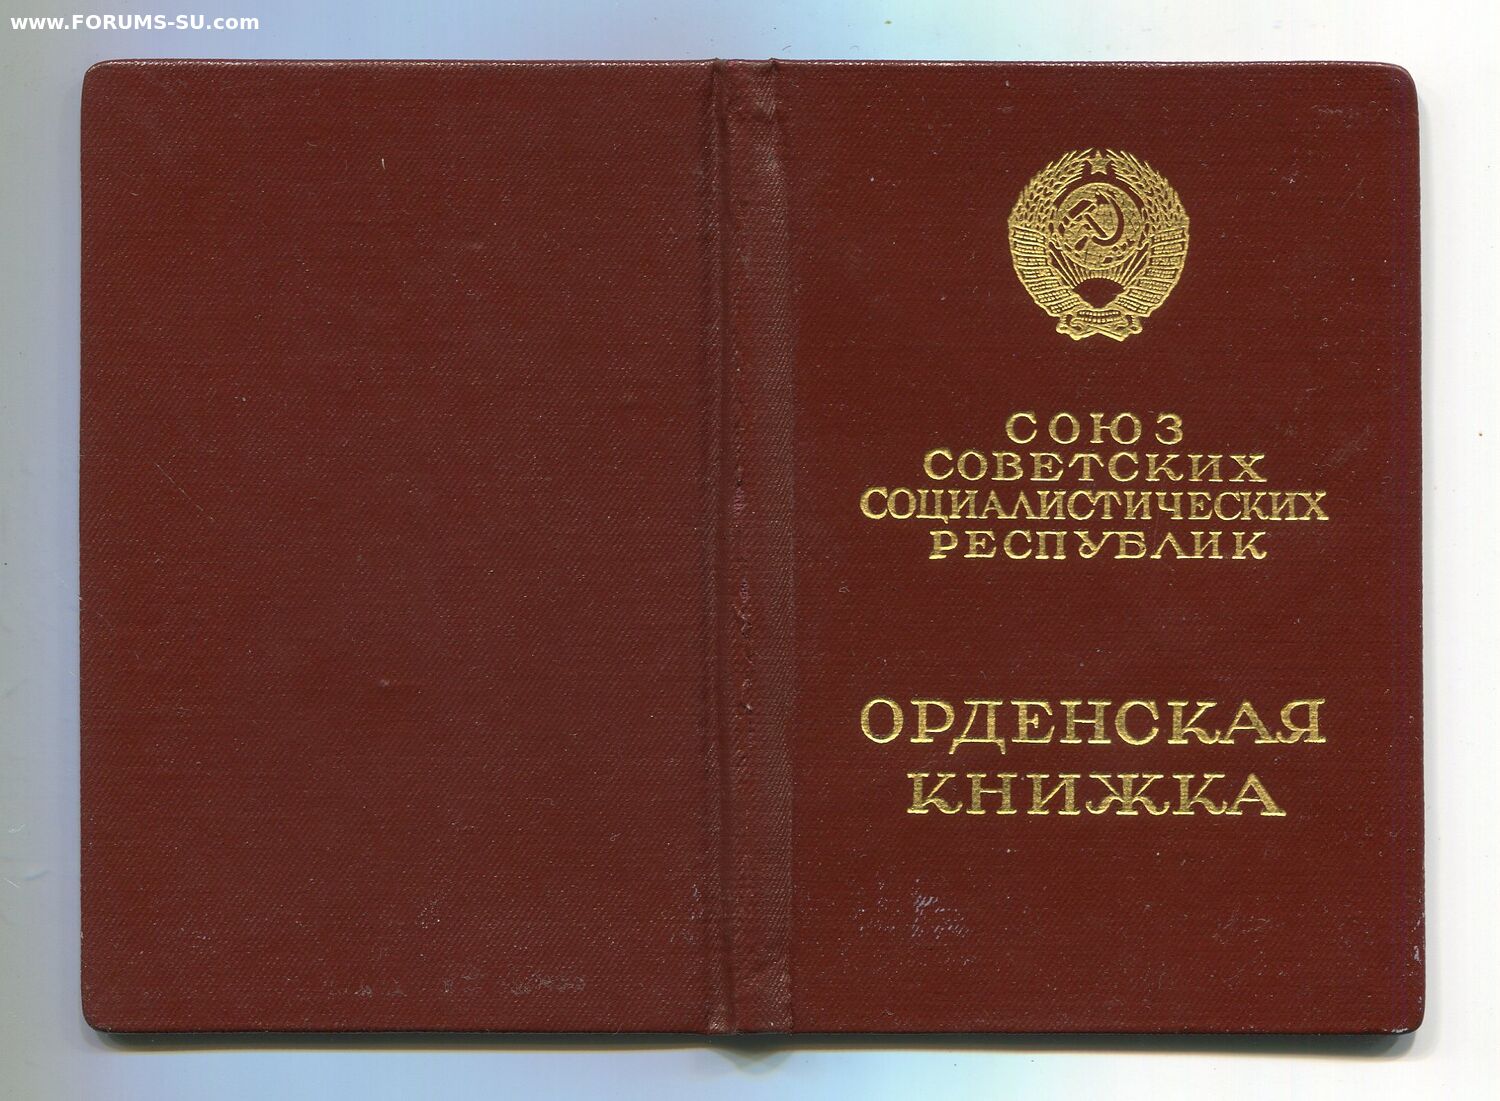 www.FORUMS-SU.com
СОЮЗ
СОВЕТСКИХ
СОЦИАЛИСТИЧЕСКИХ
РЕСПУБЛИК
ОРДЕНСКАЯ
КНИЖКА